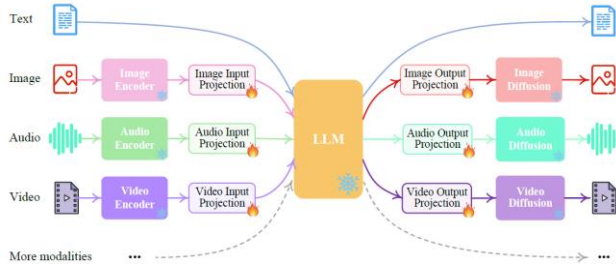 Text
Image
Image
Encoder
Image Input
Projection
Image Output
Projection
Image
Diffusion
Audio
Audio
Encoder
Audio Input
Projection
LLM
Audio Output
Projection
Audio
Diffusion
Video
Video
Encoder
Video Input
Projection
Video Output
Projection
Video
Diffusion
More modalities ...
...